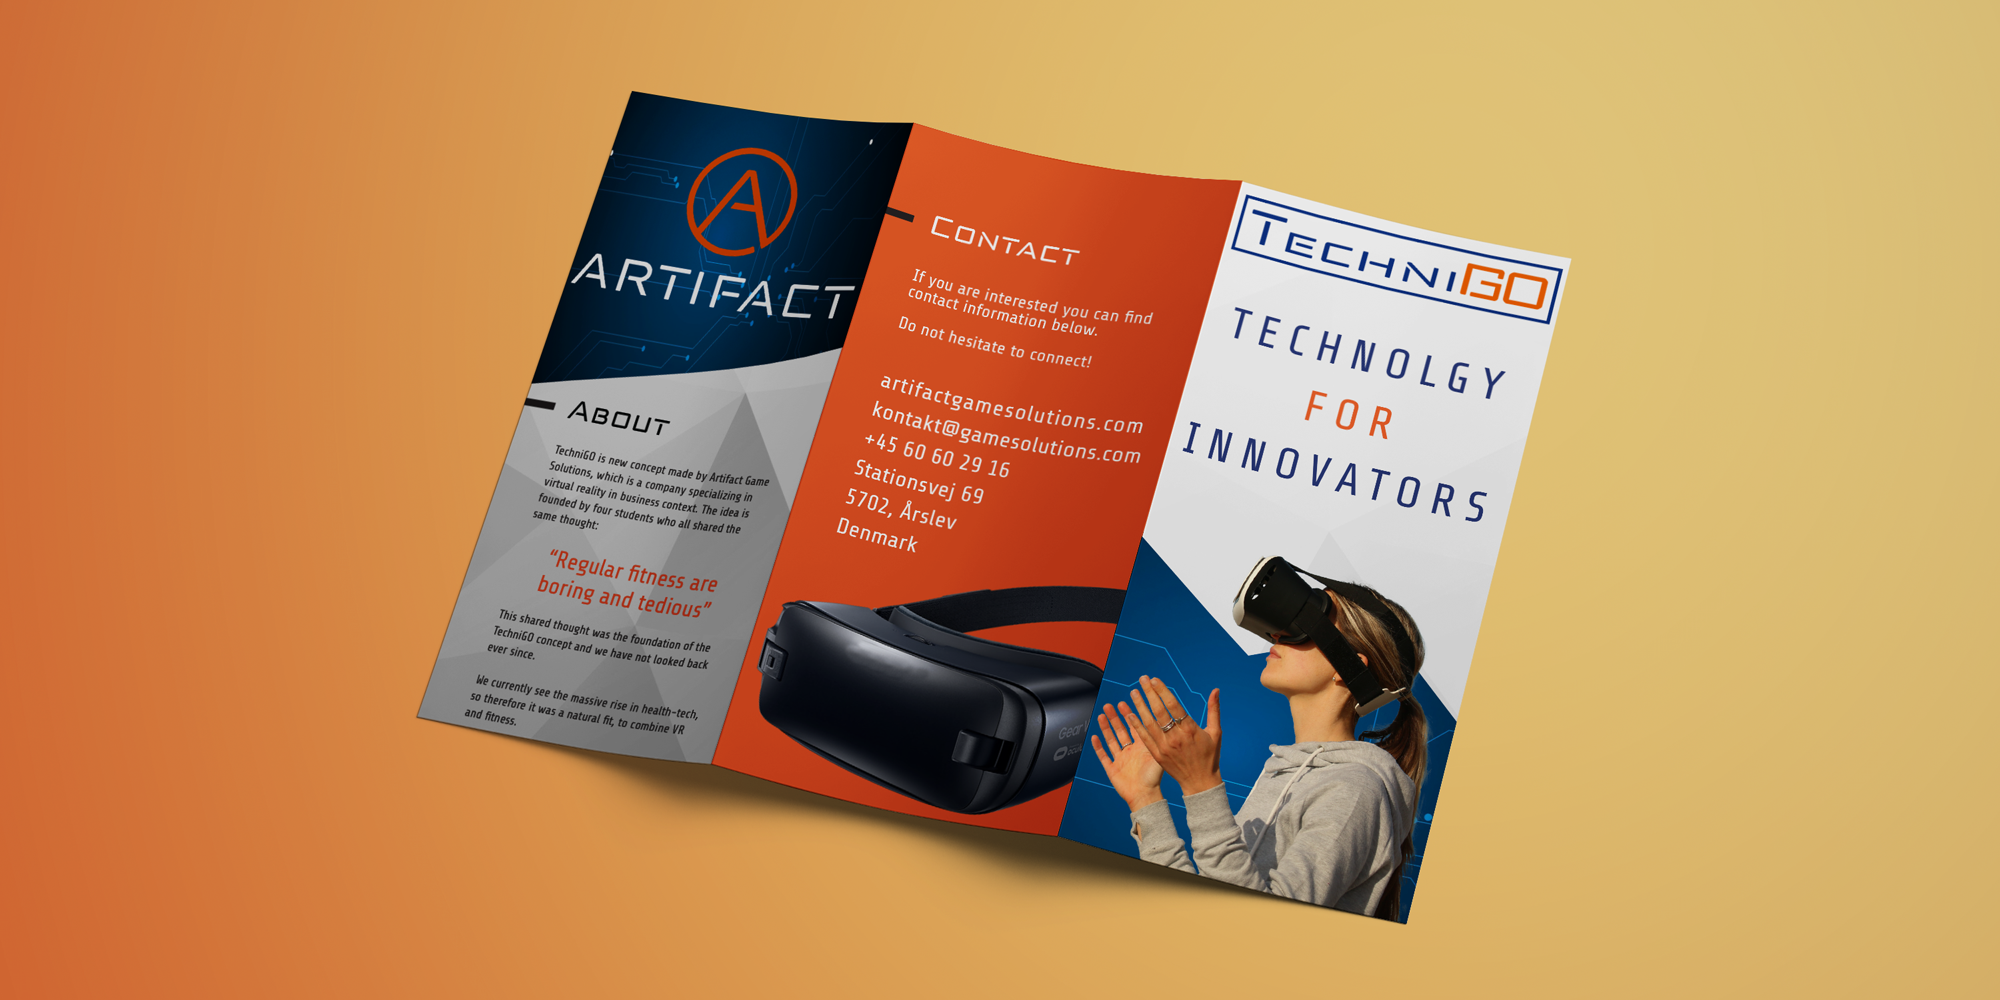 ARTIFACT
ABOUT
TechniGO is new concept made by Artifact Game
Solutions, which is a company specializing in
virtual reality in business context. The idea is
founded by four students who all shared the
same thought:
“Regular fitness are
boring and tedious”
This shared thought was the foundation of the
TechniGO concept and we have not looked back
ever since.
We currently see the massive rise in health-tech,
so therefore it was a natural fit, to combine VR
and fitness.
CONTACT
If you are interested you can find
contact information below.
Do not hesitate to connect!
artifactgamesolutions.com
kontakt@gamesolutions.com
+45 60 60 29 16
Stationsvej 69
5702, Årslev
Denmark
Gear
TECHNIGO
TECHNOLGY
FOR
INNOVATORS